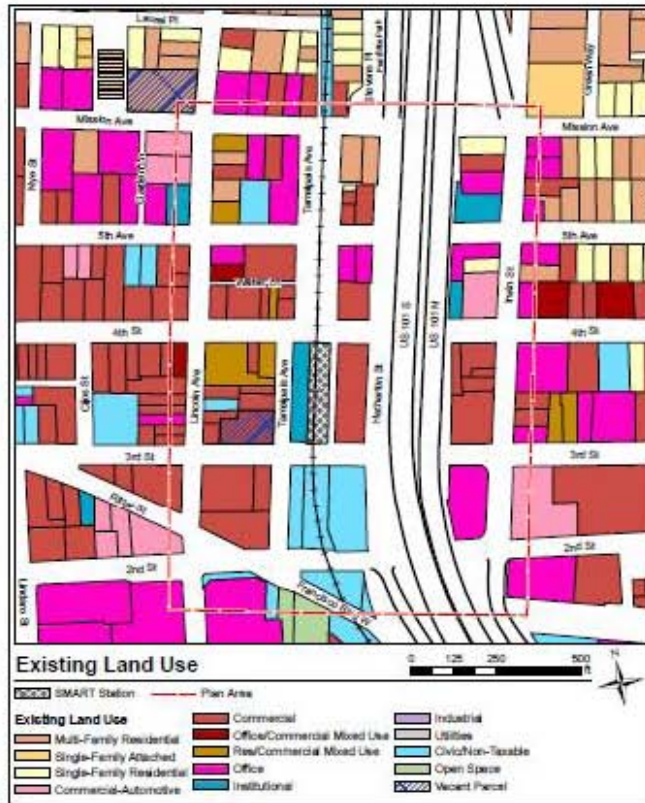 Mission Ave
Mission Ave
Tamalpais Ave
5th Ave
5th Ave
Irwin St
US 101 S
US 101 N
4th St
4th St
Lincoln Ave
Tamalpais Ave
Hetherton St
3rd St
3rd St
Ritter St
2nd St
2nd St
Francisco Blvd W
Existing Land Use
0 125 250 500
ft
N
SMART Station
Plan Area
Existing Land Use
Multi-Family Residential
Single-Family Attached
Single-Family Residential
Commercial-Automotive
Commercial
Office/Commercial Mixed Use
Res/Commercial Mixed Use
Office
Institutional
Industrial
Utilities
Civic/Non-Taxable
Open Space
Vacant Parcel